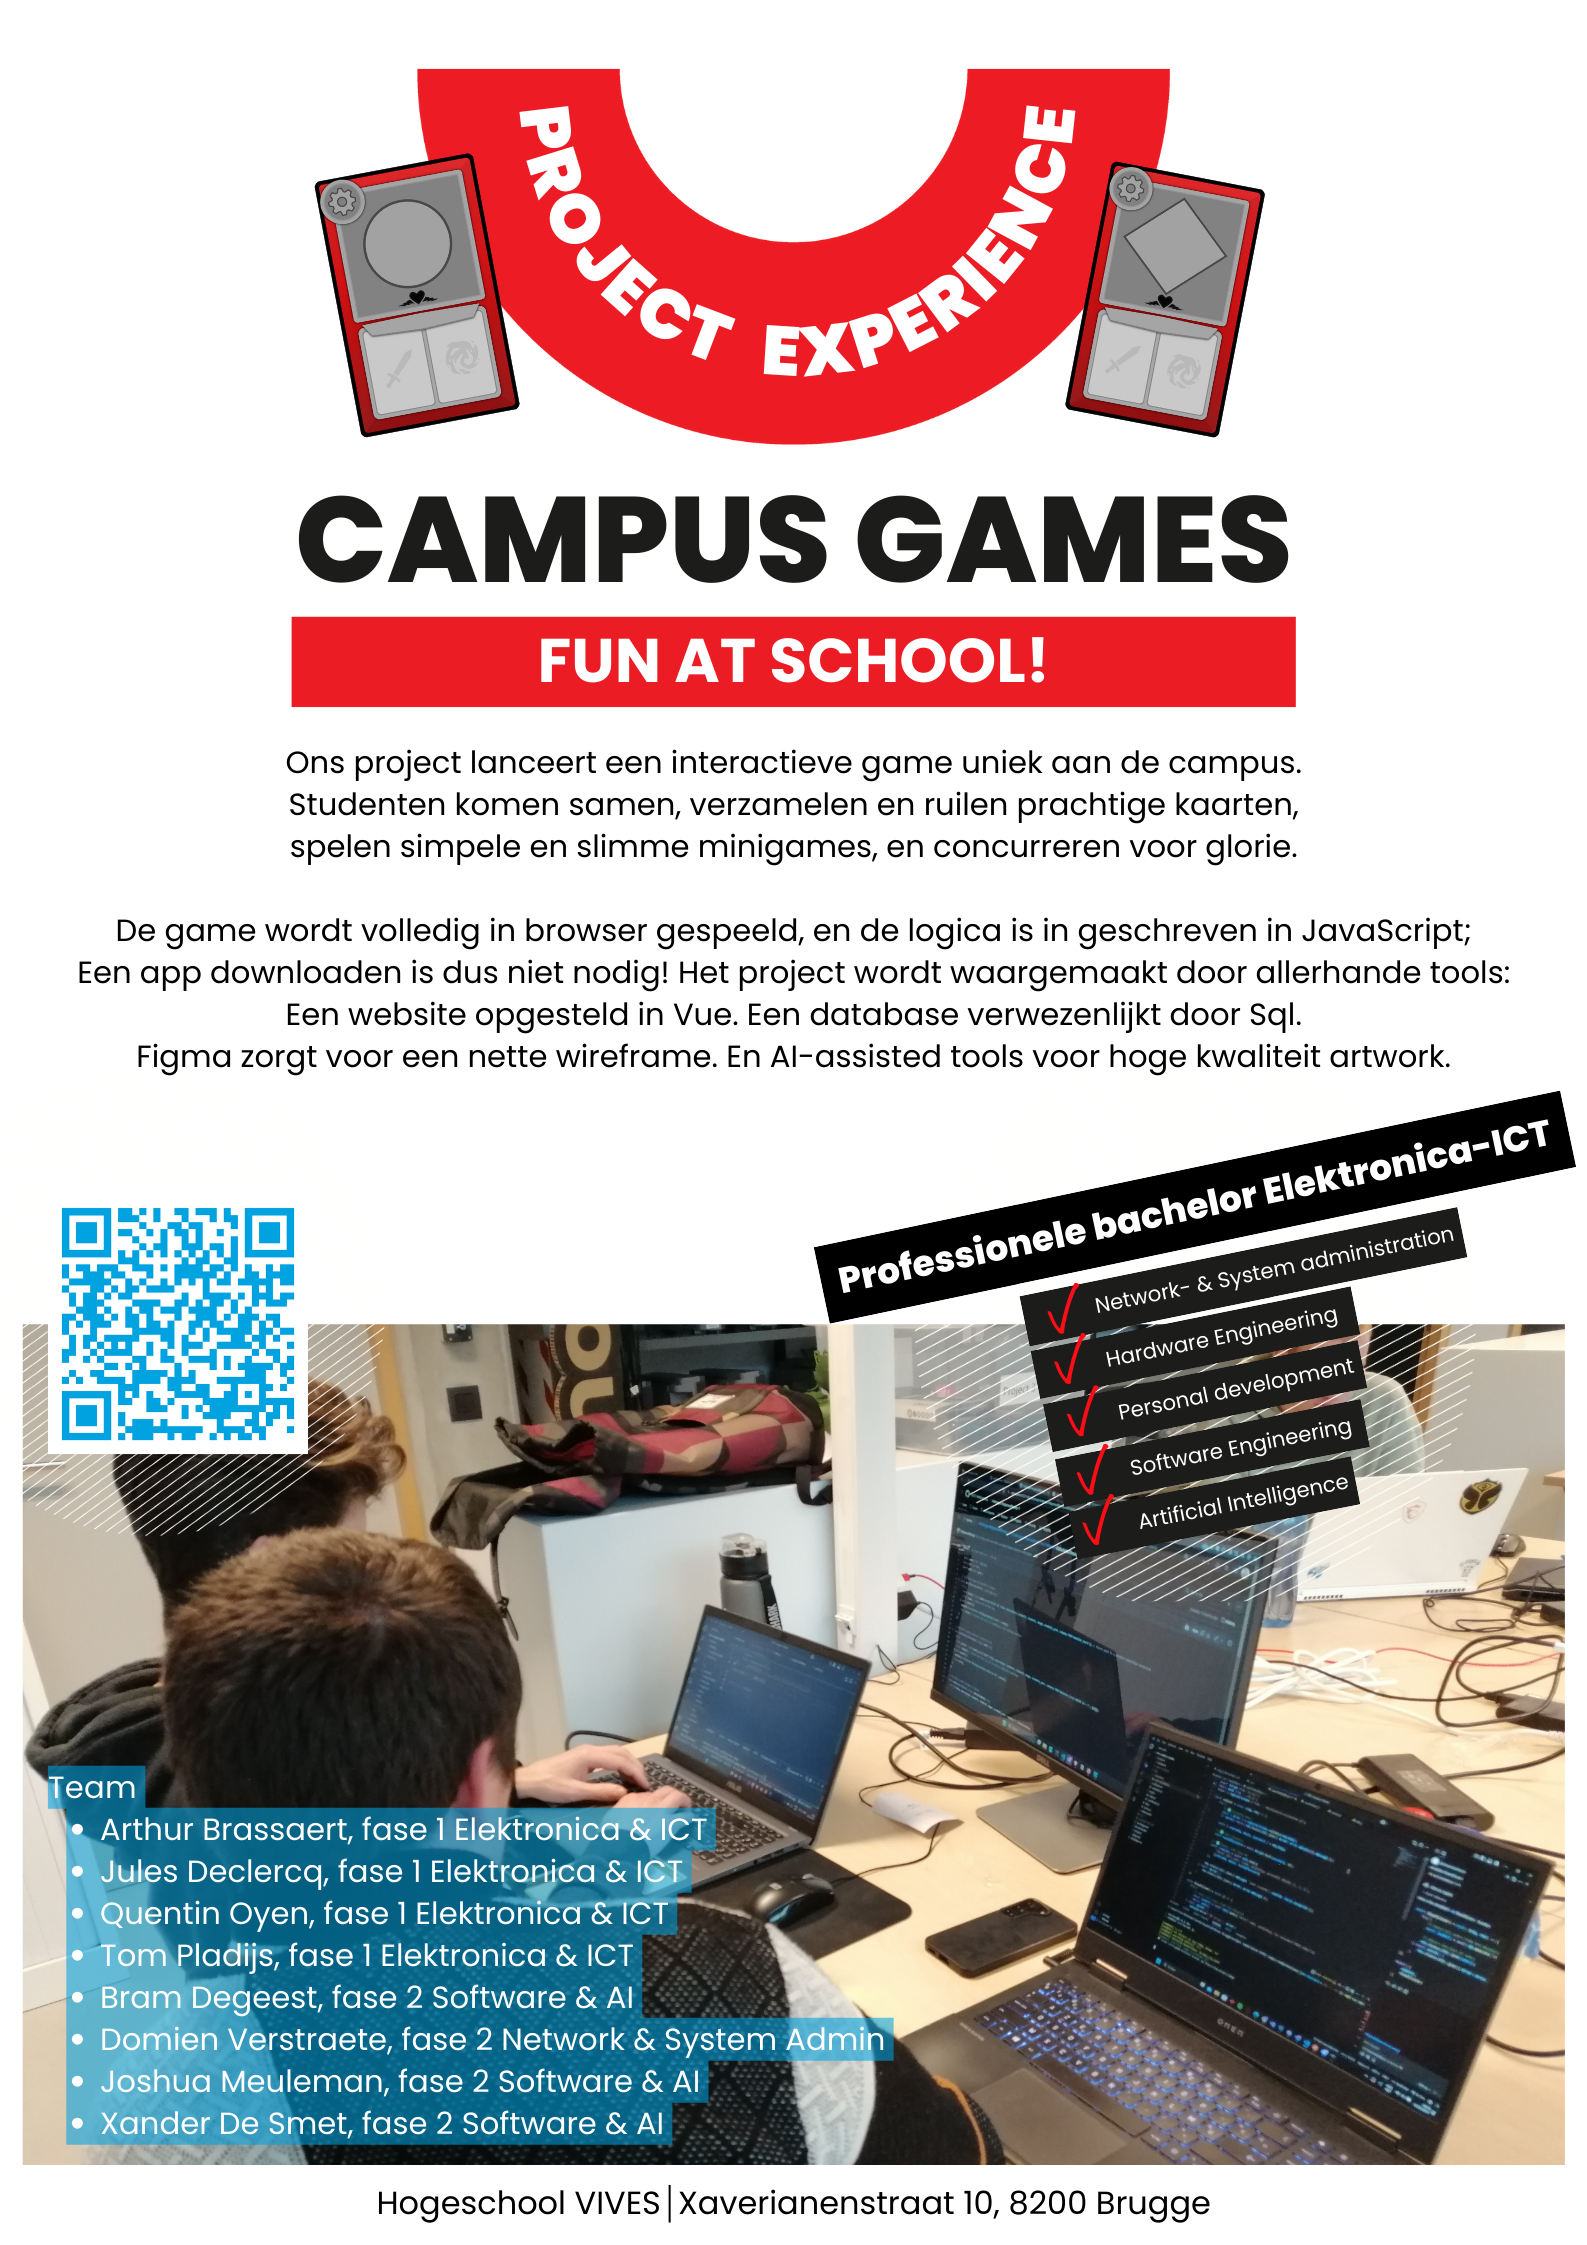 PROJECT EXPERIENCE
CAMPUS GAMES
FUN AT SCHOOL!
Ons project lanceert een interactieve game uniek aan de campus.
Studenten komen samen, verzamelen en ruilen prachtige kaarten,
spelen simpele en slimme minigames, en concurreren voor glorie.
De game wordt volledig in browser gespeeld, en de logica is in geschreven in JavaScript;
Een app downloaden is dus niet nodig! Het project wordt waargemaakt door allerhande tools:
Een website opgesteld in Vue. Een database verwezenlijkt door Sql.
Figma zorgt voor een nette wireframe. En AI-assisted tools voor hoge kwaliteit artwork.
Professionele bachelor Elektronica-ICT
Network- & System administration
Hardware Engineering
Personal development
Software Engineering
Artificial Intelligence
Team
Arthur Brassaert, fase 1 Elektronica & ICT
Jules Declercq, fase 1 Elektronica & ICT
Quentin Oyen, fase 1 Elektronica & ICT
Tom Pladijs, fase 1 Elektronica & ICT
Bram Degeest, fase 2 Software & AI
Domien Verstraete, fase 2 Network & System Admin
Joshua Meuleman, fase 2 Software & AI
Xander De Smet, fase 2 Software & AI
Hogeschool VIVES|Xaverianenstraat 10, 8200 Brugge